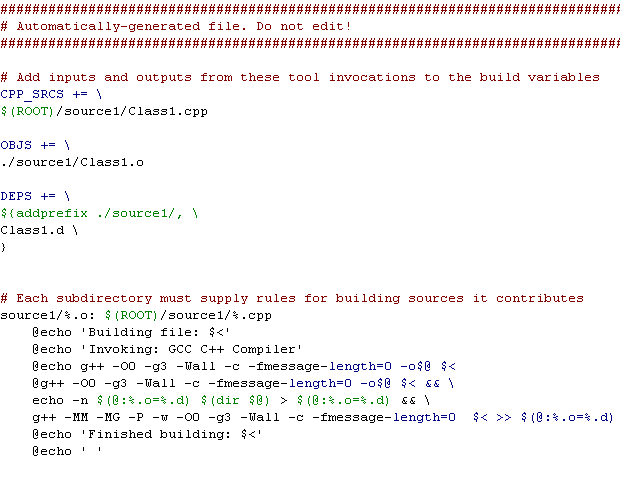 ################################################################################
# Automatically-generated file. Do not edit!
################################################################################
# Add inputs and outputs from these tool invocations to the build variables
CPP_SRCS += \
$(ROOT)/source1/Class1.cpp
OBJS += \
./source1/Class1.o
DEPS += \
${addprefix ./source1/, \
Class1.d \
}
# Each subdirectory must supply rules for building sources it contributes
source1/%.o: $(ROOT)/source1/%.cpp
@echo 'Building file: $<'
@echo 'Invoking: GCC C++ Compiler'
@echo g++ -O0 -g3 -Wall -c -fmessage-length=0 -o$@ $<
@g++ -O0 -g3 -Wall -c -fmessage-length=0 -o$@ $< && \
echo -n $(@:%.o=%.d) $(dir $@) > $(@:%.o=%.d) && \
g++ -MM -MG -P -w -O0 -g3 -Wall -c -fmessage-length=0  $< >> $(@:%.o=%.d)
@echo 'Finished building: $<'
@echo ' '